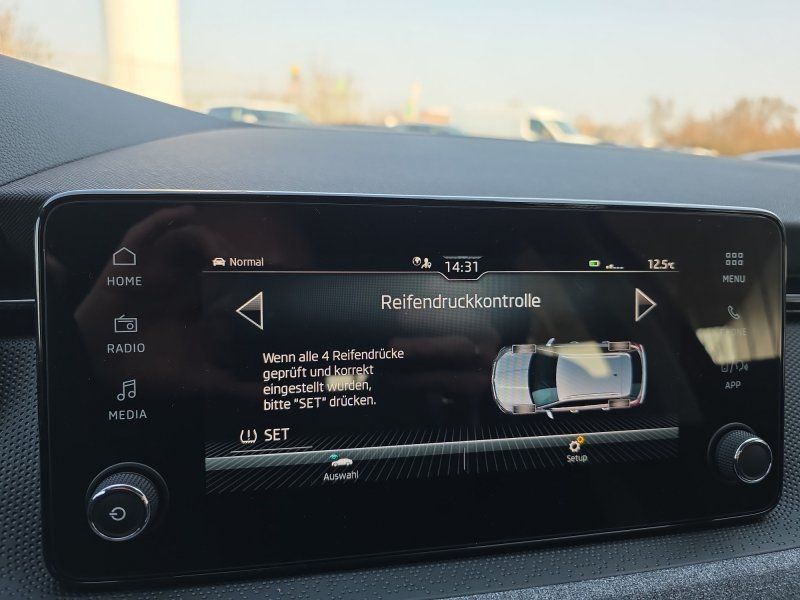 Normal
14:31
12.5°C
HOME
RADIO
MEDIA
MENU
APP
Reifendruckkontrolle
Wenn alle 4 Reifendrücke
geprüft und korrekt
eingestellt wurden,
bitte "SET" drücken.
SET
Auswahl
Setup